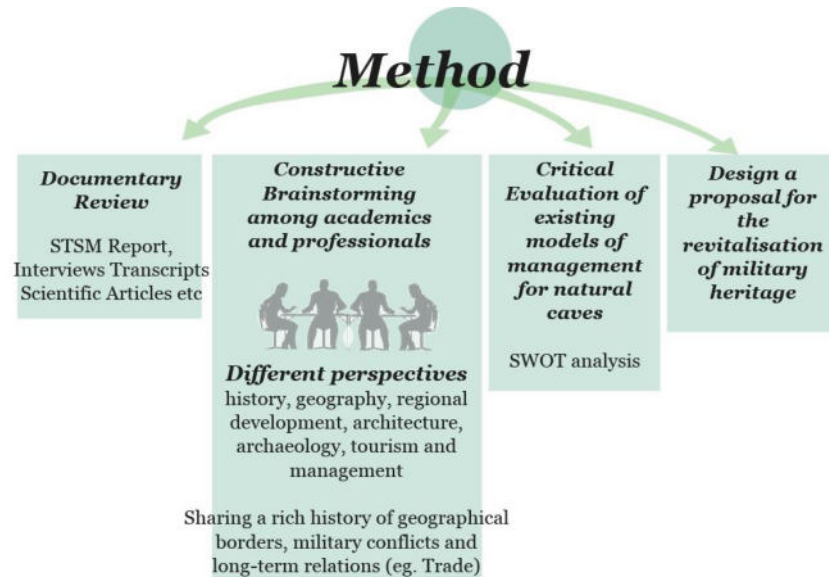 Method
Documentary
Review
STSM Report,
Interviews Transcripts
Scientific Articles etc
Constructive
Brainstorming
among academics
and professionals
Different perspectives
history, geography, regional
development, architecture,
archaeology, tourism and
management
Sharing a rich history of geographical
borders, military conflicts and
long-term relations (eg. Trade)
Critical
Evaluation of
existing
models of
management
for natural
caves
SWOT analysis
Design a
proposal for
the
revitalisation
of military
heritage